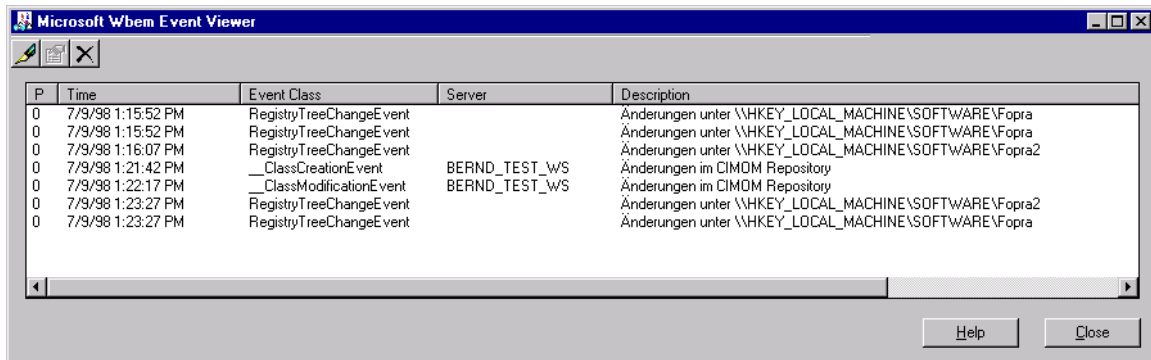 Microsoft Wbem Event Viewer
P Time Event Class Server Description
0 7/9/98 1:15:52 PM RegistryTreeChangeEvent Änderungen unter \\HKEY_LOCAL_MACHINE\SOFTWARE\Fopra
0 7/9/98 1:15:52 PM RegistryTreeChangeEvent Änderungen unter \\HKEY_LOCAL_MACHINE\SOFTWARE\Fopra
0 7/9/98 1:16:07 PM RegistryTreeChangeEvent Änderungen unter \\HKEY_LOCAL_MACHINE\SOFTWARE\Fopra2
0 7/9/98 1:21:42 PM __ClassCreationEvent BERND_TEST_WS Änderungen im CIMOM Repository
0 7/9/98 1:22:17 PM __ClassModificationEvent BERND_TEST_WS Änderungen im CIMOM Repository
0 7/9/98 1:23:27 PM RegistryTreeChangeEvent Änderungen unter \\HKEY_LOCAL_MACHINE\SOFTWARE\Fopra2
0 7/9/98 1:23:27 PM RegistryTreeChangeEvent Änderungen unter \\HKEY_LOCAL_MACHINE\SOFTWARE\Fopra
Help Close